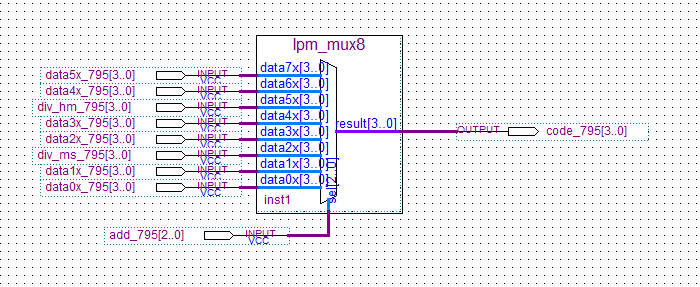 lpm_mux8
data5x_795[3..0] INPUT VCC data7x[3..0]
data4x_795[3..0] INPUT VCC data6x[3..0]
div_hm_795[3..0] INPUT VCC data5x[3..0]
data3x_795[3..0] INPUT VCC data4x[3..0]
data2x_795[3..0] INPUT VCC data3x[3..0] result[3..0] OUTPUT code_795[3..0]
div_ms_795[3..0] INPUT VCC data2x[3..0]
data1x_795[3..0] INPUT VCC data1x[3..0]
data0x_795[3..0] INPUT VCC data0x[3..0]
sel[2..0]
inst1
add_795[2..0] INPUT VCC